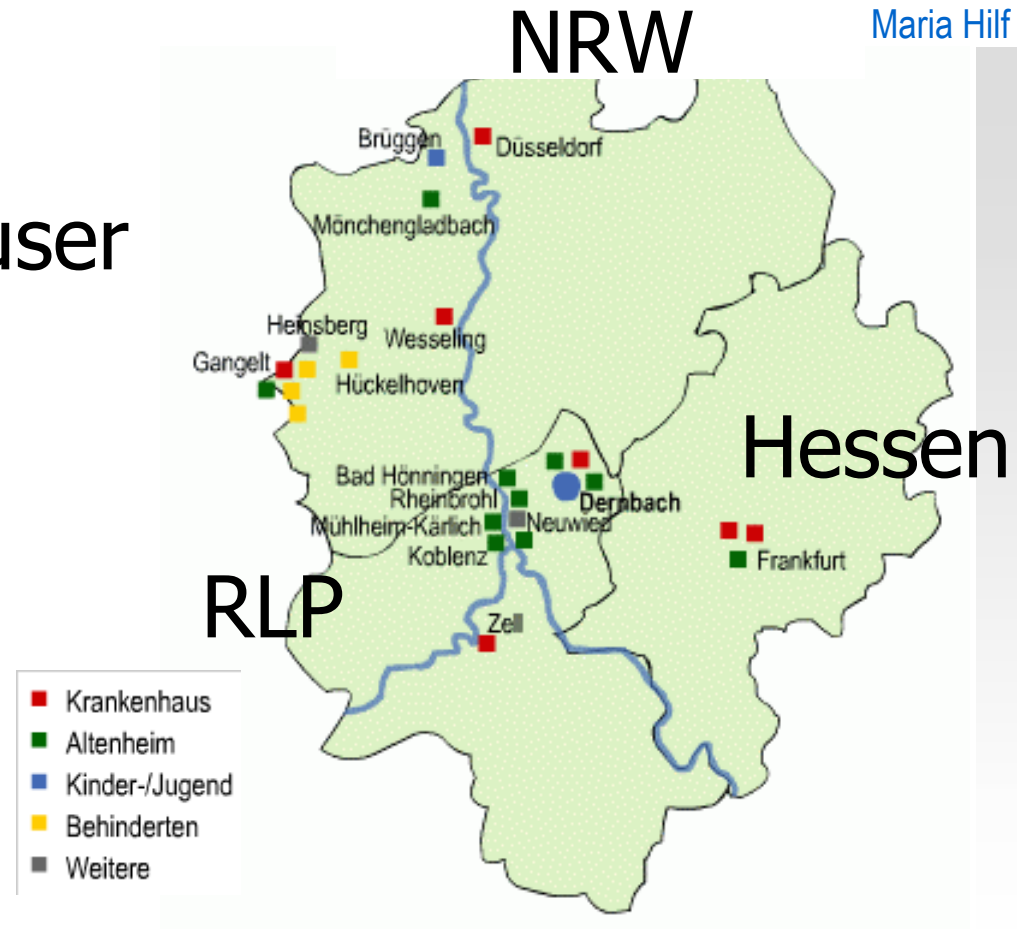 NRW
Maria Hilf
Brüggen
Düsseldorf
user
Mönchengladbach
Heinsberg
Wesseling
Gangelt
Hückelhoven
Hessen
Bad Hönningen
Rheinbrohl
Dernbach
Mühlheim-Kärlich
Neuwied
Koblenz
Frankfurt
RLP
Zell
Krankenhaus
Altenheim
Kinder-/Jugend
Behinderten
Weitere